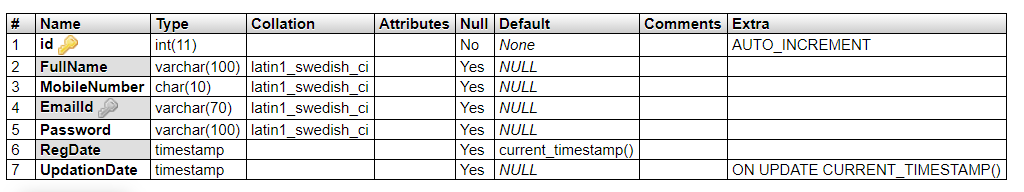 # Name Type Collation Attributes Null Default Comments Extra
1 id int(11) No None AUTO_INCREMENT
2 FullName varchar(100) latin1_swedish_ci Yes NULL
3 MobileNumber char(10) latin1_swedish_ci Yes NULL
4 EmailId varchar(70) latin1_swedish_ci Yes NULL
5 Password varchar(100) latin1_swedish_ci Yes NULL
6 RegDate timestamp Yes current_timestamp()
7 UpdationDate timestamp Yes NULL ON UPDATE CURRENT_TIMESTAMP()